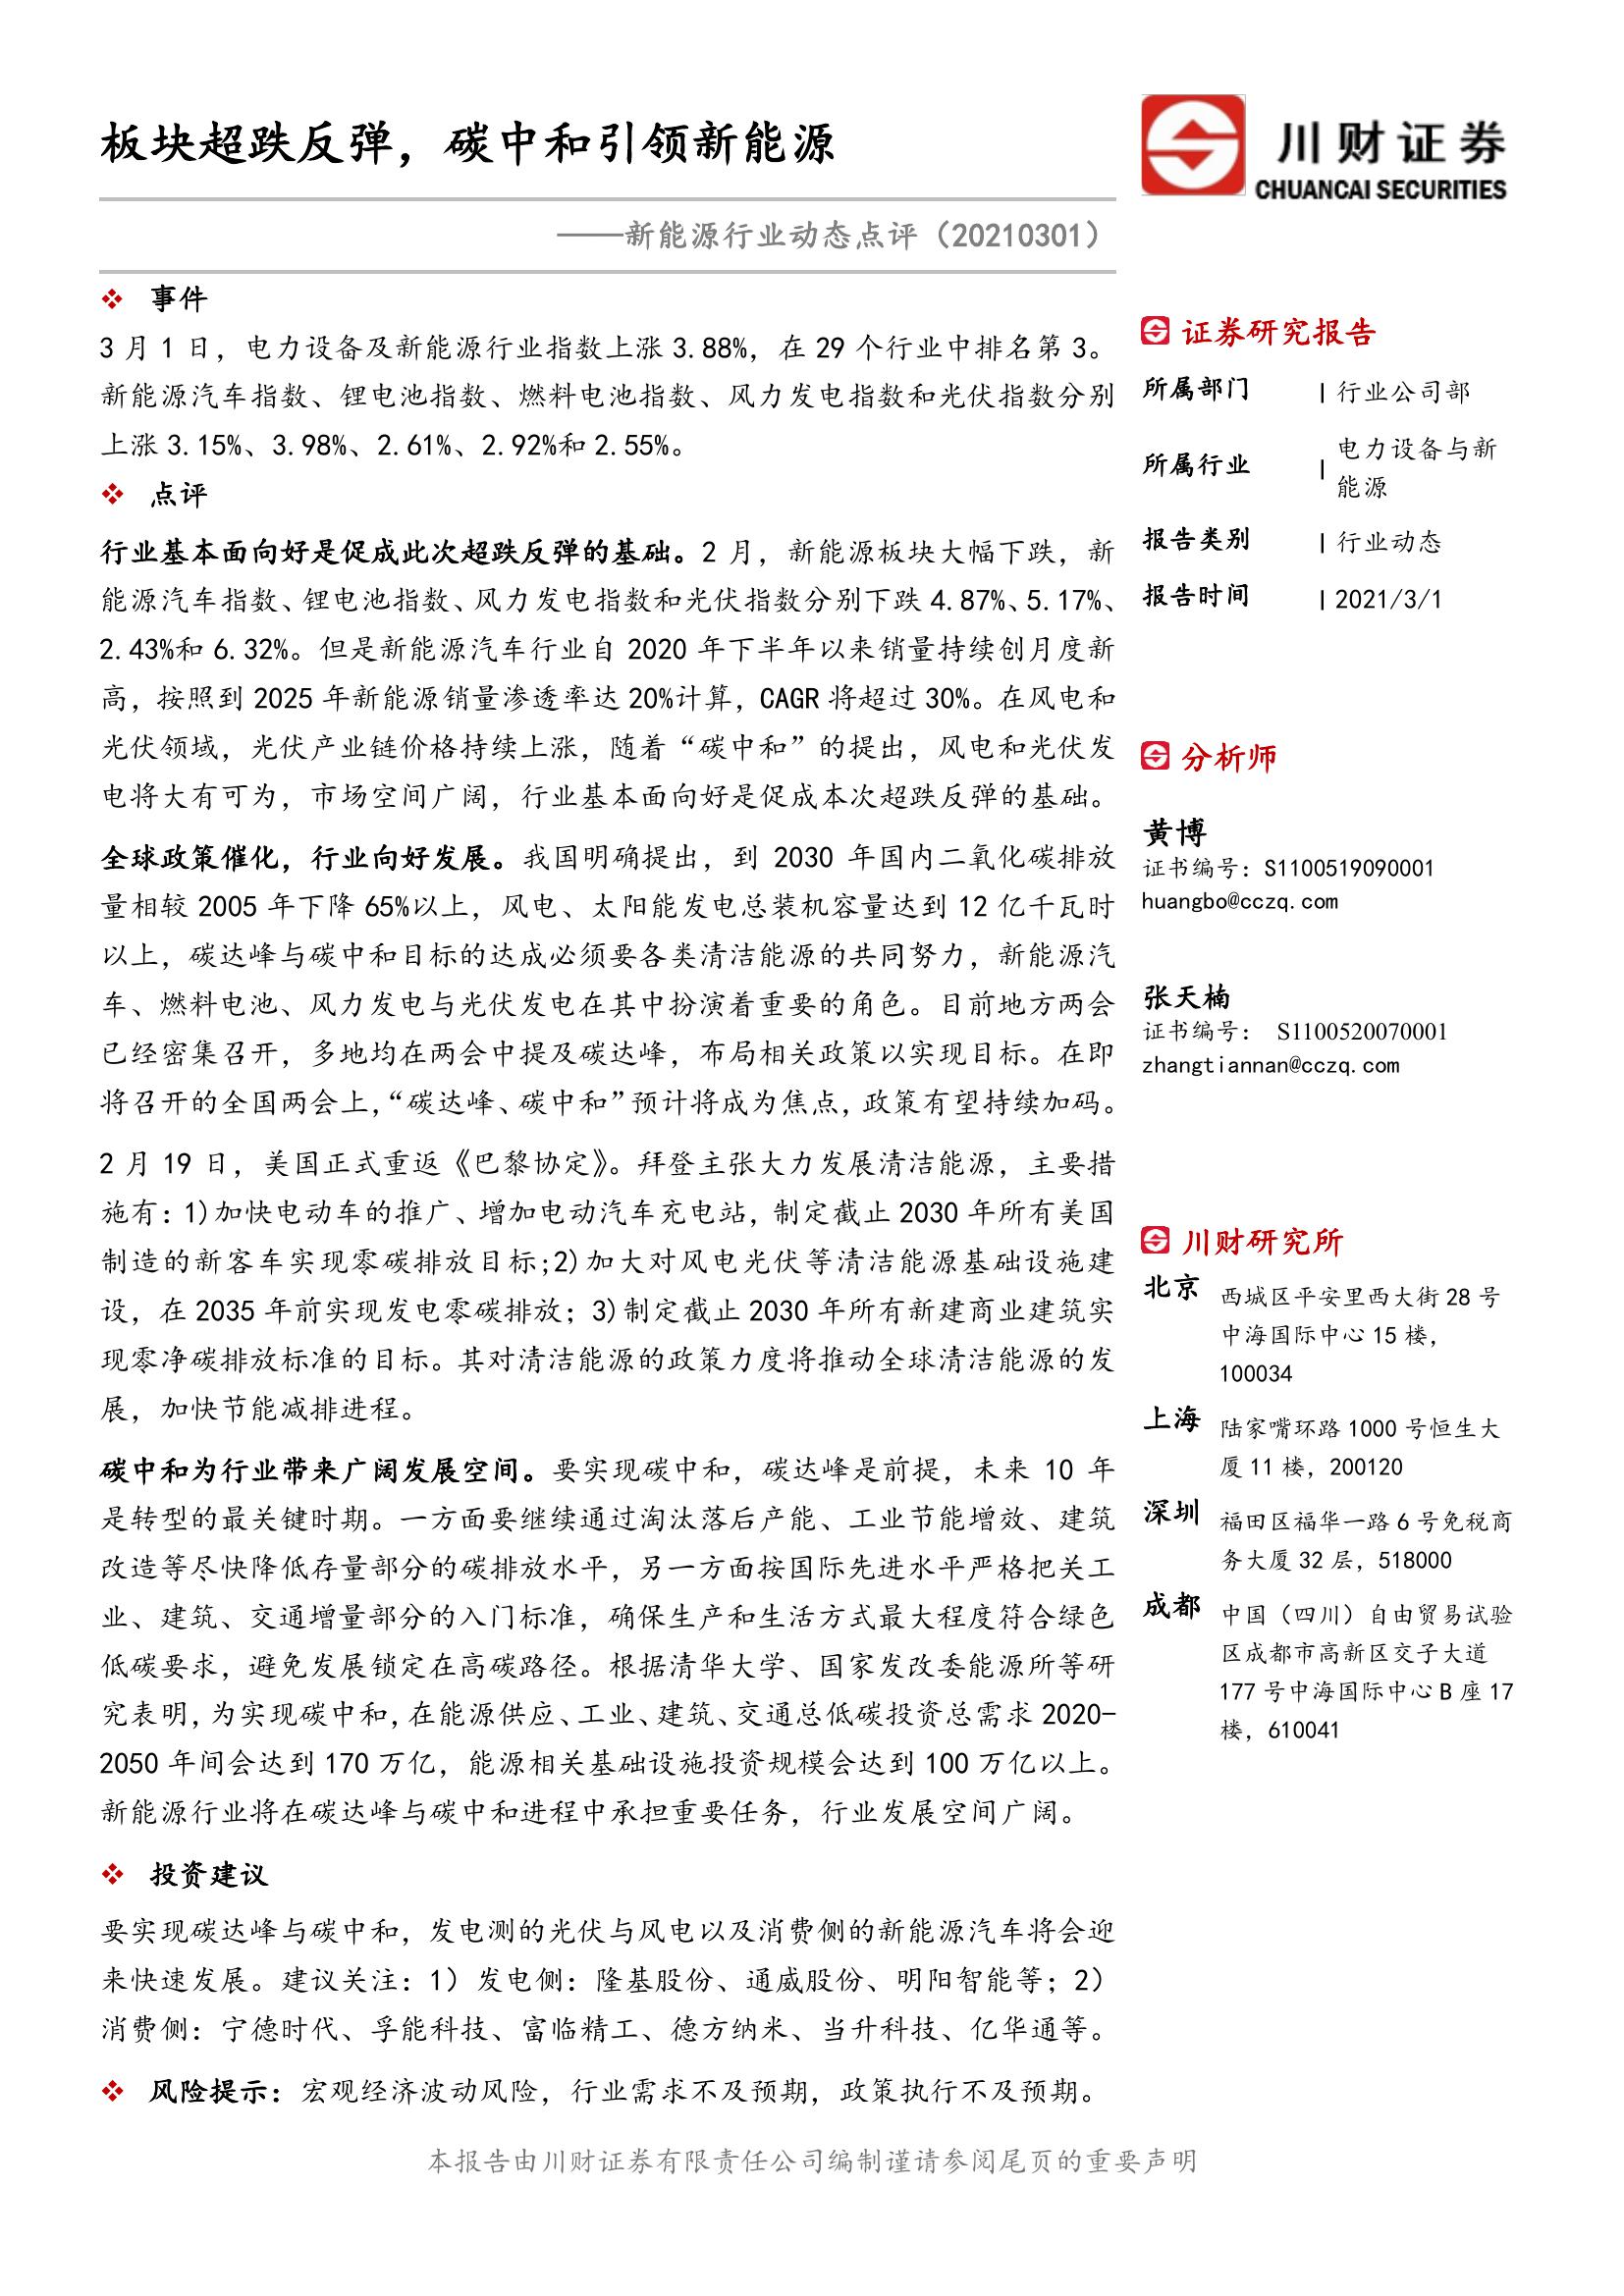 板块超跌反弹，碳中和引领新能源
川财证券
CHUANCAI SECURITIES
——新能源行业动态点评（20210301）
❖ 事件
3 月 1 日，电力设备及新能源行业指数上涨 3.88%，在 29 个行业中排名第 3。
新能源汽车指数、锂电池指数、燃料电池指数、风力发电指数和光伏指数分别
上涨 3.15%、3.98%、2.61%、2.92%和 2.55%。
❖ 点评
行业基本面向好是促成此次超跌反弹的基础。2 月，新能源板块大幅下跌，新
能源汽车指数、锂电池指数、风力发电指数和光伏指数分别下跌 4.87%、5.17%、
2.43%和 6.32%。但是新能源汽车行业自 2020 年下半年以来销量持续创月度新
高，按照到 2025 年新能源销量渗透率达 20%计算，CAGR 将超过 30%。在风电和
光伏领域，光伏产业链价格持续上涨，随着“碳中和”的提出，风电和光伏发
电将大有可为，市场空间广阔，行业基本面向好是促成本次超跌反弹的基础。
全球政策催化，行业向好发展。我国明确提出，到 2030 年国内二氧化碳排放
量相较 2005 年下降 65%以上，风电、太阳能发电总装机容量达到 12 亿千瓦时
以上，碳达峰与碳中和目标的达成必须要各类清洁能源的共同努力，新能源汽
车、燃料电池、风力发电与光伏发电在其中扮演着重要的角色。目前地方两会
已经密集召开，多地均在两会中提及碳达峰，布局相关政策以实现目标。在即
将召开的全国两会上，“碳达峰、碳中和”预计将成为焦点，政策有望持续加码。
2 月 19 日，美国正式重返《巴黎协定》。拜登主张大力发展清洁能源，主要措
施有：1)加快电动车的推广、增加电动汽车充电站，制定截止 2030 年所有美国
制造的新客车实现零碳排放目标;2)加大对风电光伏等清洁能源基础设施建
设，在 2035 年前实现发电零碳排放；3)制定截止 2030 年所有新建商业建筑实
现零净碳排放标准的目标。其对清洁能源的政策力度将推动全球清洁能源的发
展，加快节能减排进程。
碳中和为行业带来广阔发展空间。要实现碳中和，碳达峰是前提，未来 10 年
是转型的最关键时期。一方面要继续通过淘汰落后产能、工业节能增效、建筑
改造等尽快降低存量部分的碳排放水平，另一方面按国际先进水平严格把关工
业、建筑、交通增量部分的入门标准，确保生产和生活方式最大程度符合绿色
低碳要求，避免发展锁定在高碳路径。根据清华大学、国家发改委能源所等研
究表明，为实现碳中和，在能源供应、工业、建筑、交通总低碳投资总需求 2020-
2050 年间会达到 170 万亿，能源相关基础设施投资规模会达到 100 万亿以上。
新能源行业将在碳达峰与碳中和进程中承担重要任务，行业发展空间广阔。
❖ 投资建议
要实现碳达峰与碳中和，发电测的光伏与风电以及消费侧的新能源汽车将会迎
来快速发展。建议关注：1）发电侧：隆基股份、通威股份、明阳智能等；2）
消费侧：宁德时代、孚能科技、富临精工、德方纳米、当升科技、亿华通等。
❖ 风险提示：宏观经济波动风险，行业需求不及预期，政策执行不及预期。
证券研究报告
所属部门 | 行业公司部
所属行业 | 电力设备与新
能源
报告类别 | 行业动态
报告时间 | 2021/3/1
分析师
黄博
证书编号：S1100519090001
huangbo@cczq.com
张天楠
证书编号： S1100520070001
zhangtiannan@cczq.com
川财研究所
北京 西城区平安里西大街 28 号
中海国际中心 15 楼，
100034
上海 陆家嘴环路 1000 号恒生大
厦 11 楼，200120
深圳 福田区福华一路 6 号免税商
务大厦 32 层，518000
成都 中国（四川）自由贸易试验
区成都市高新区交子大道
177 号中海国际中心 B 座 17
楼，610041
本报告由川财证券有限责任公司编制谨请参阅尾页的重要声明